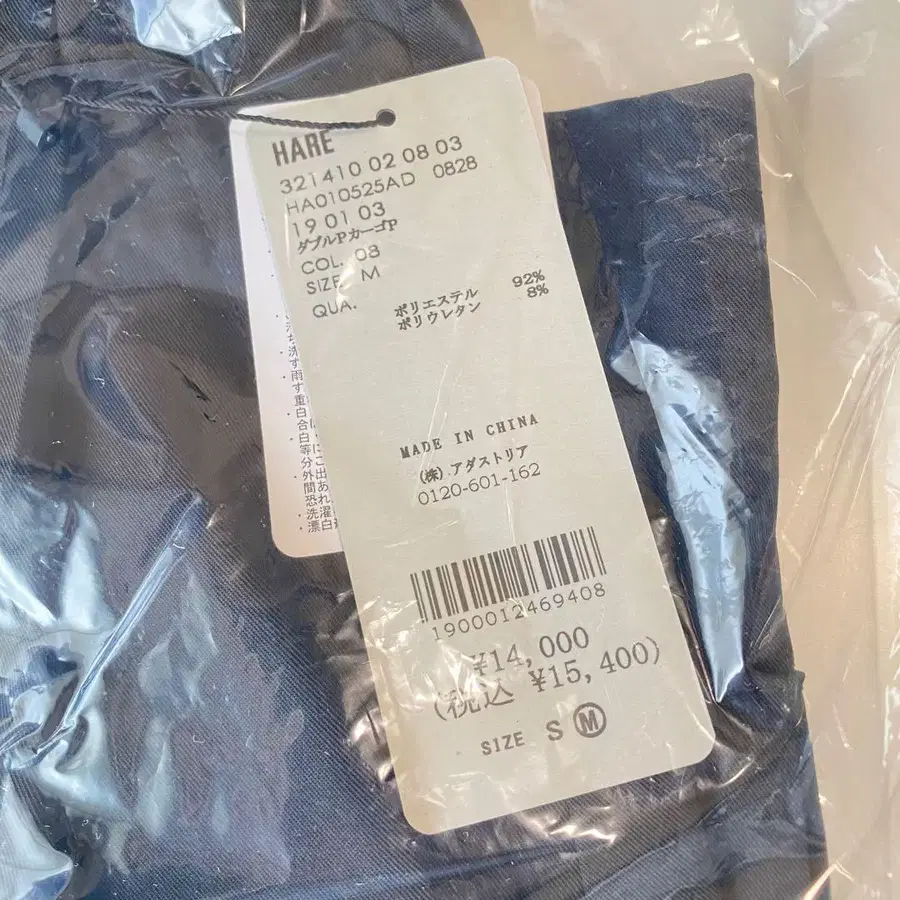 HARE
321410 02 08 03
HA010525AD 0828
19 01 03
ダブルPカーゴP
COL. 08
SIZE M
QUA.
ポリエステル 92%
ポリウレタン 8%
MADE IN CHINA
(株)アダストリア
0120-601-162
1900012469408
¥14,000
(税込 ¥15,400)
SIZE S M